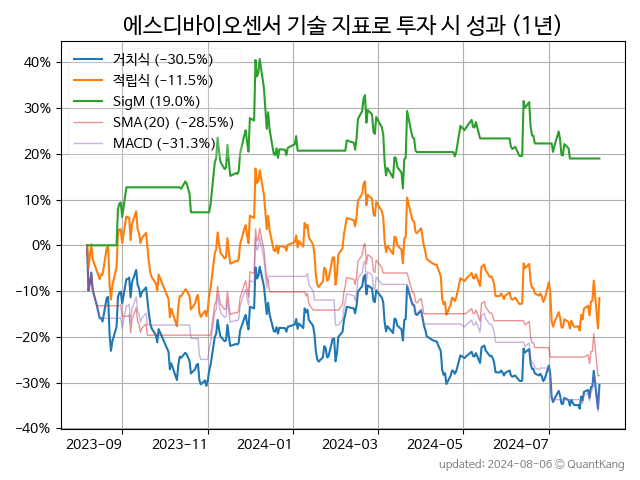 에스디바이오센서 기술 지표로 투자 시 성과 (1년)
거치식 (−30.5%)
적립식 (−11.5%)
SigM (19.0%)
SMA(20) (−28.5%)
MACD (−31.3%)
40%
30%
20%
10%
0%
−10%
−20%
−30%
−40%
2023-09 2023-11 2024-01 2024-03 2024-05 2024-07
updated: 2024-08-06 © QuantKang